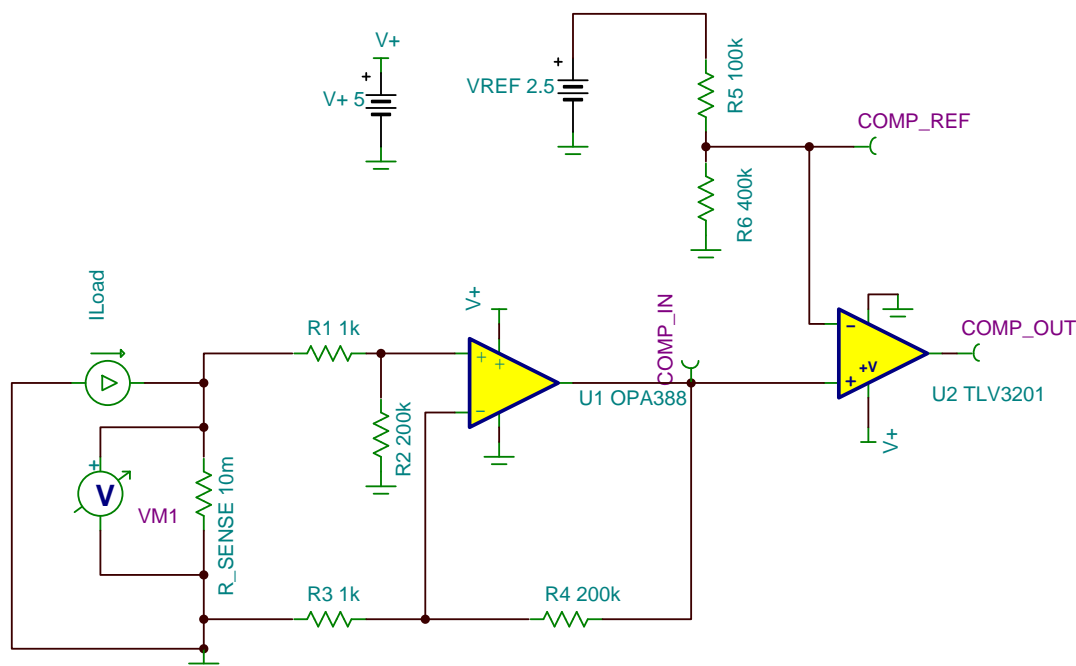 V+
+
V+ 5
+
VREF 2.5
R5 100k
COMP_REF
R6 400k
ILoad
R1 1k
V+
+
+
-
R2 200k
U1 OPA388
COMP_IN
-
+
+V
COMP_OUT
U2 TLV3201
V+
+
V
VM1
R_SENSE 10m
R3 1k
R4 200k